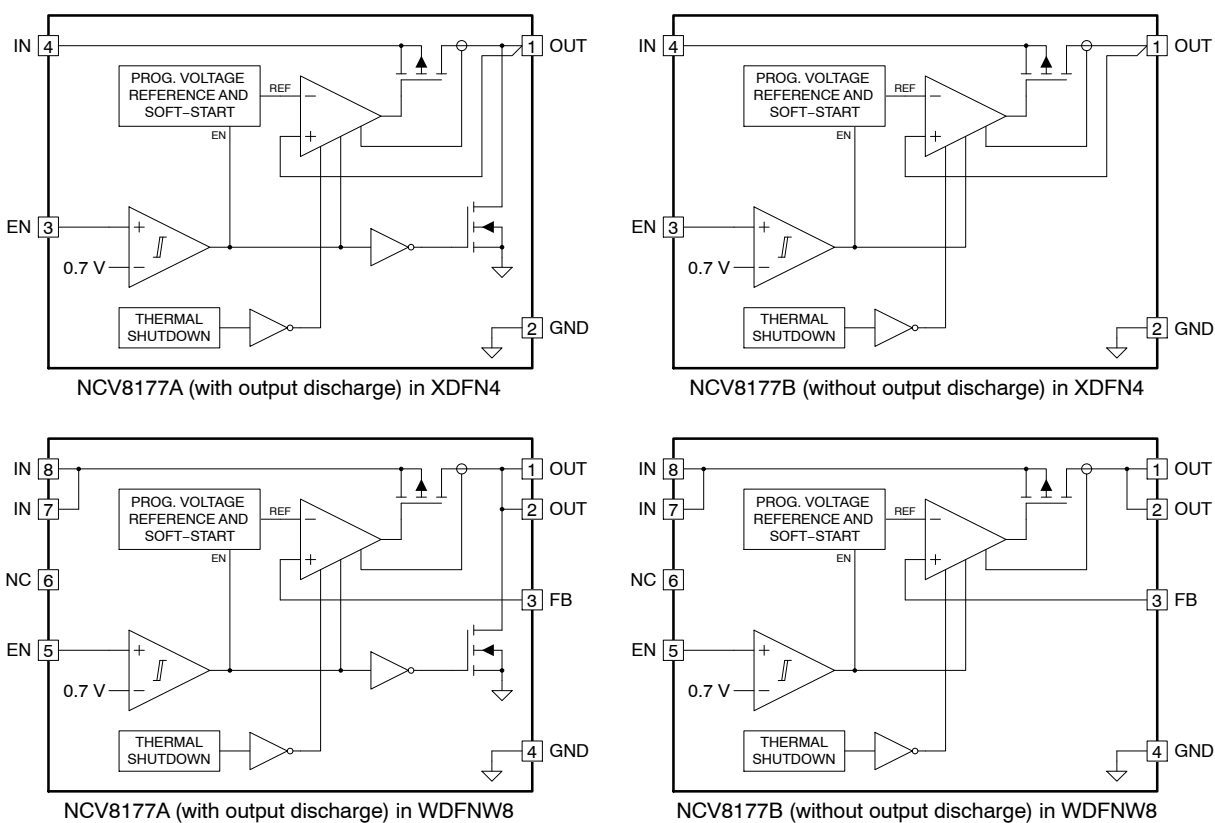 IN 4
1 OUT
PROG. VOLTAGE
REFERENCE AND
SOFT−START
REF
−
+
EN
EN 3
+
0.7 V
−
THERMAL
SHUTDOWN
2 GND
NCV8177A (with output discharge) in XDFN4
IN 4
1 OUT
PROG. VOLTAGE
REFERENCE AND
SOFT−START
REF
−
+
EN
EN 3
+
0.7 V
−
THERMAL
SHUTDOWN
2 GND
NCV8177B (without output discharge) in XDFN4
IN 8
1 OUT
IN 7
2 OUT
PROG. VOLTAGE
REFERENCE AND
SOFT−START
REF
−
+
EN
NC 6
3 FB
EN 5
+
0.7 V
−
THERMAL
SHUTDOWN
4 GND
NCV8177A (with output discharge) in WDFNW8
IN 8
1 OUT
IN 7
2 OUT
PROG. VOLTAGE
REFERENCE AND
SOFT−START
REF
−
+
EN
NC 6
3 FB
EN 5
+
0.7 V
−
THERMAL
SHUTDOWN
4 GND
NCV8177B (without output discharge) in WDFNW8